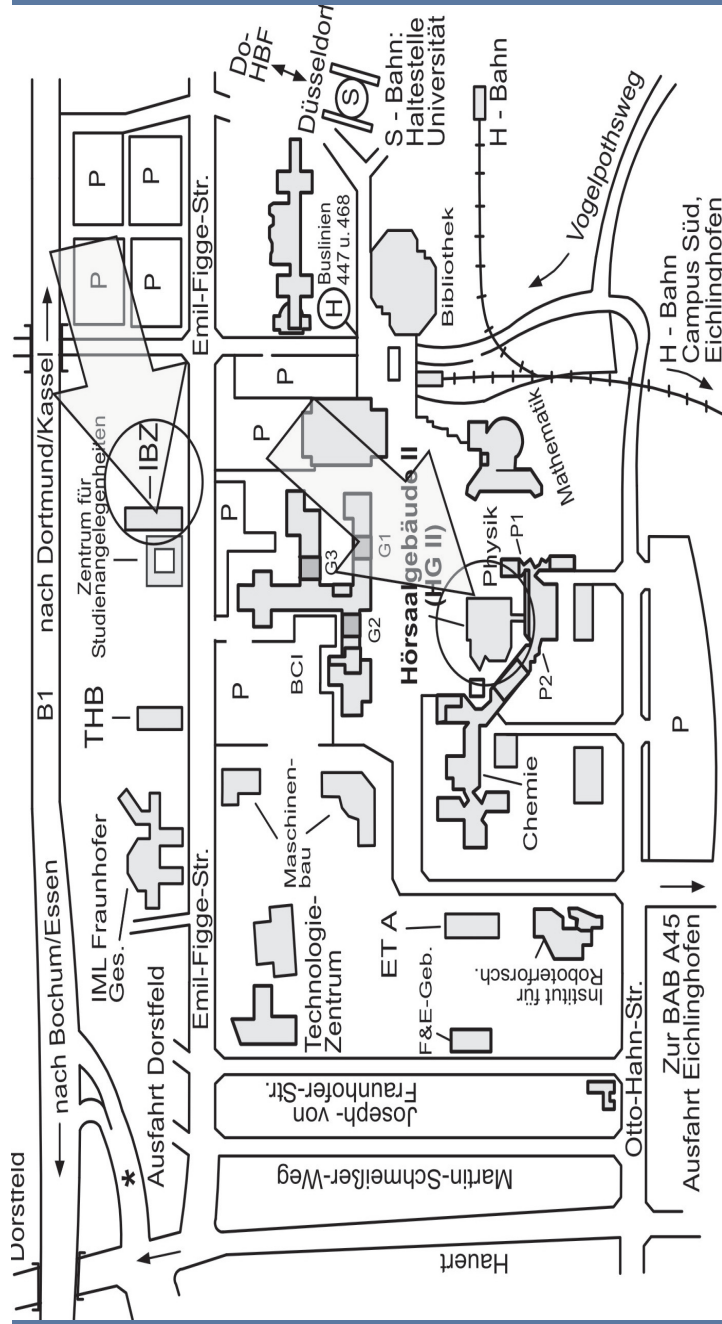 Dorstfeld
nach Bochum/Essen
B1
nach Dortmund/Kassel
*
Ausfahrt Dorstfeld
IML Fraunhofer
Ges.
THB
Zentrum für
Studienangelegenheiten
IBZ
P
P
P
P
Emil-Figge-Str.
Emil-Figge-Str.
Do-
HBF
Düsseldorf
S
S - Bahn:
Haltestelle
Universität
Buslinien
447 u. 468
H
Technologie-
Zentrum
Maschinen-
bau
P
P
P
P
BCI
G3
G1
G2
Bibliothek
H - Bahn
Vogelpothsweg
H - Bahn
Campus Süd,
Eichlinghofen
Mathematik
Hörsaalgebäude II
(HG II)
Physik
P1
P2
Chemie
ET A
F&E-Geb.
Institut für
Roboterforsch.
Joseph- von
Fraunhofer-Str.
Martin-Schmeißer-Weg
Hauert
Otto-Hahn-Str.
Zur BAB A45
Ausfahrt Eichlinghofen
P